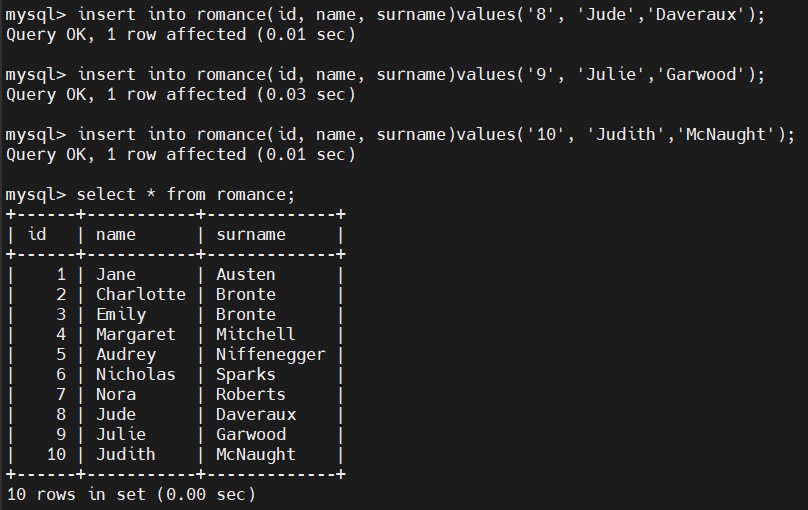 mysql> insert into romance(id, name, surname)values('8', 'Jude','Daveraux');
Query OK, 1 row affected (0.01 sec)
mysql> insert into romance(id, name, surname)values('9', 'Julie','Garwood');
Query OK, 1 row affected (0.03 sec)
mysql> insert into romance(id, name, surname)values('10', 'Judith','McNaught');
Query OK, 1 row affected (0.01 sec)
mysql> select * from romance;
+------+-----------+-------------+
| id   | name      | surname     |
+------+-----------+-------------+
|    1 | Jane      | Austen      |
|    2 | Charlotte | Bronte      |
|    3 | Emily     | Bronte      |
|    4 | Margaret  | Mitchell    |
|    5 | Audrey    | Niffenegger |
|    6 | Nicholas  | Sparks      |
|    7 | Nora      | Roberts     |
|    8 | Jude      | Daveraux    |
|    9 | Julie     | Garwood     |
|   10 | Judith    | McNaught    |
+------+-----------+-------------+
10 rows in set (0.00 sec)